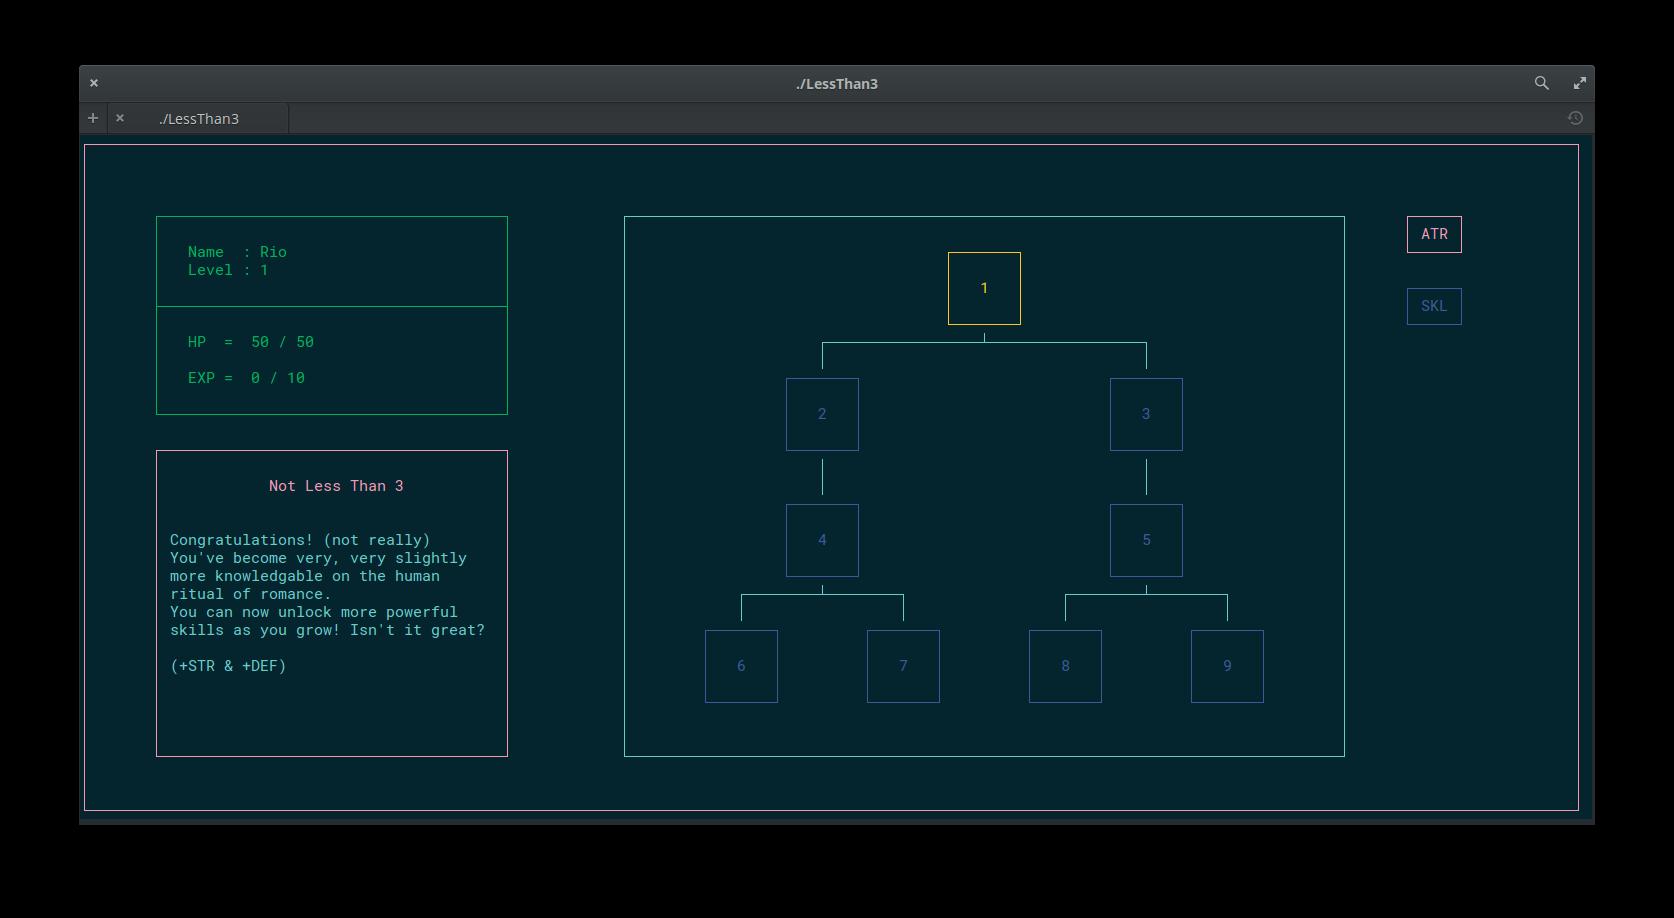 ./LessThan3
./LessThan3
Name  : Rio
Level : 1
HP  =  50 / 50
EXP =  0 / 10
Not Less Than 3
Congratulations! (not really)
You've become very, very slightly
more knowledgable on the human
ritual of romance.
You can now unlock more powerful
skills as you grow! Isn't it great?
(+STR & +DEF)
1
2 3
4 5
6 7 8 9
ATR
SKL